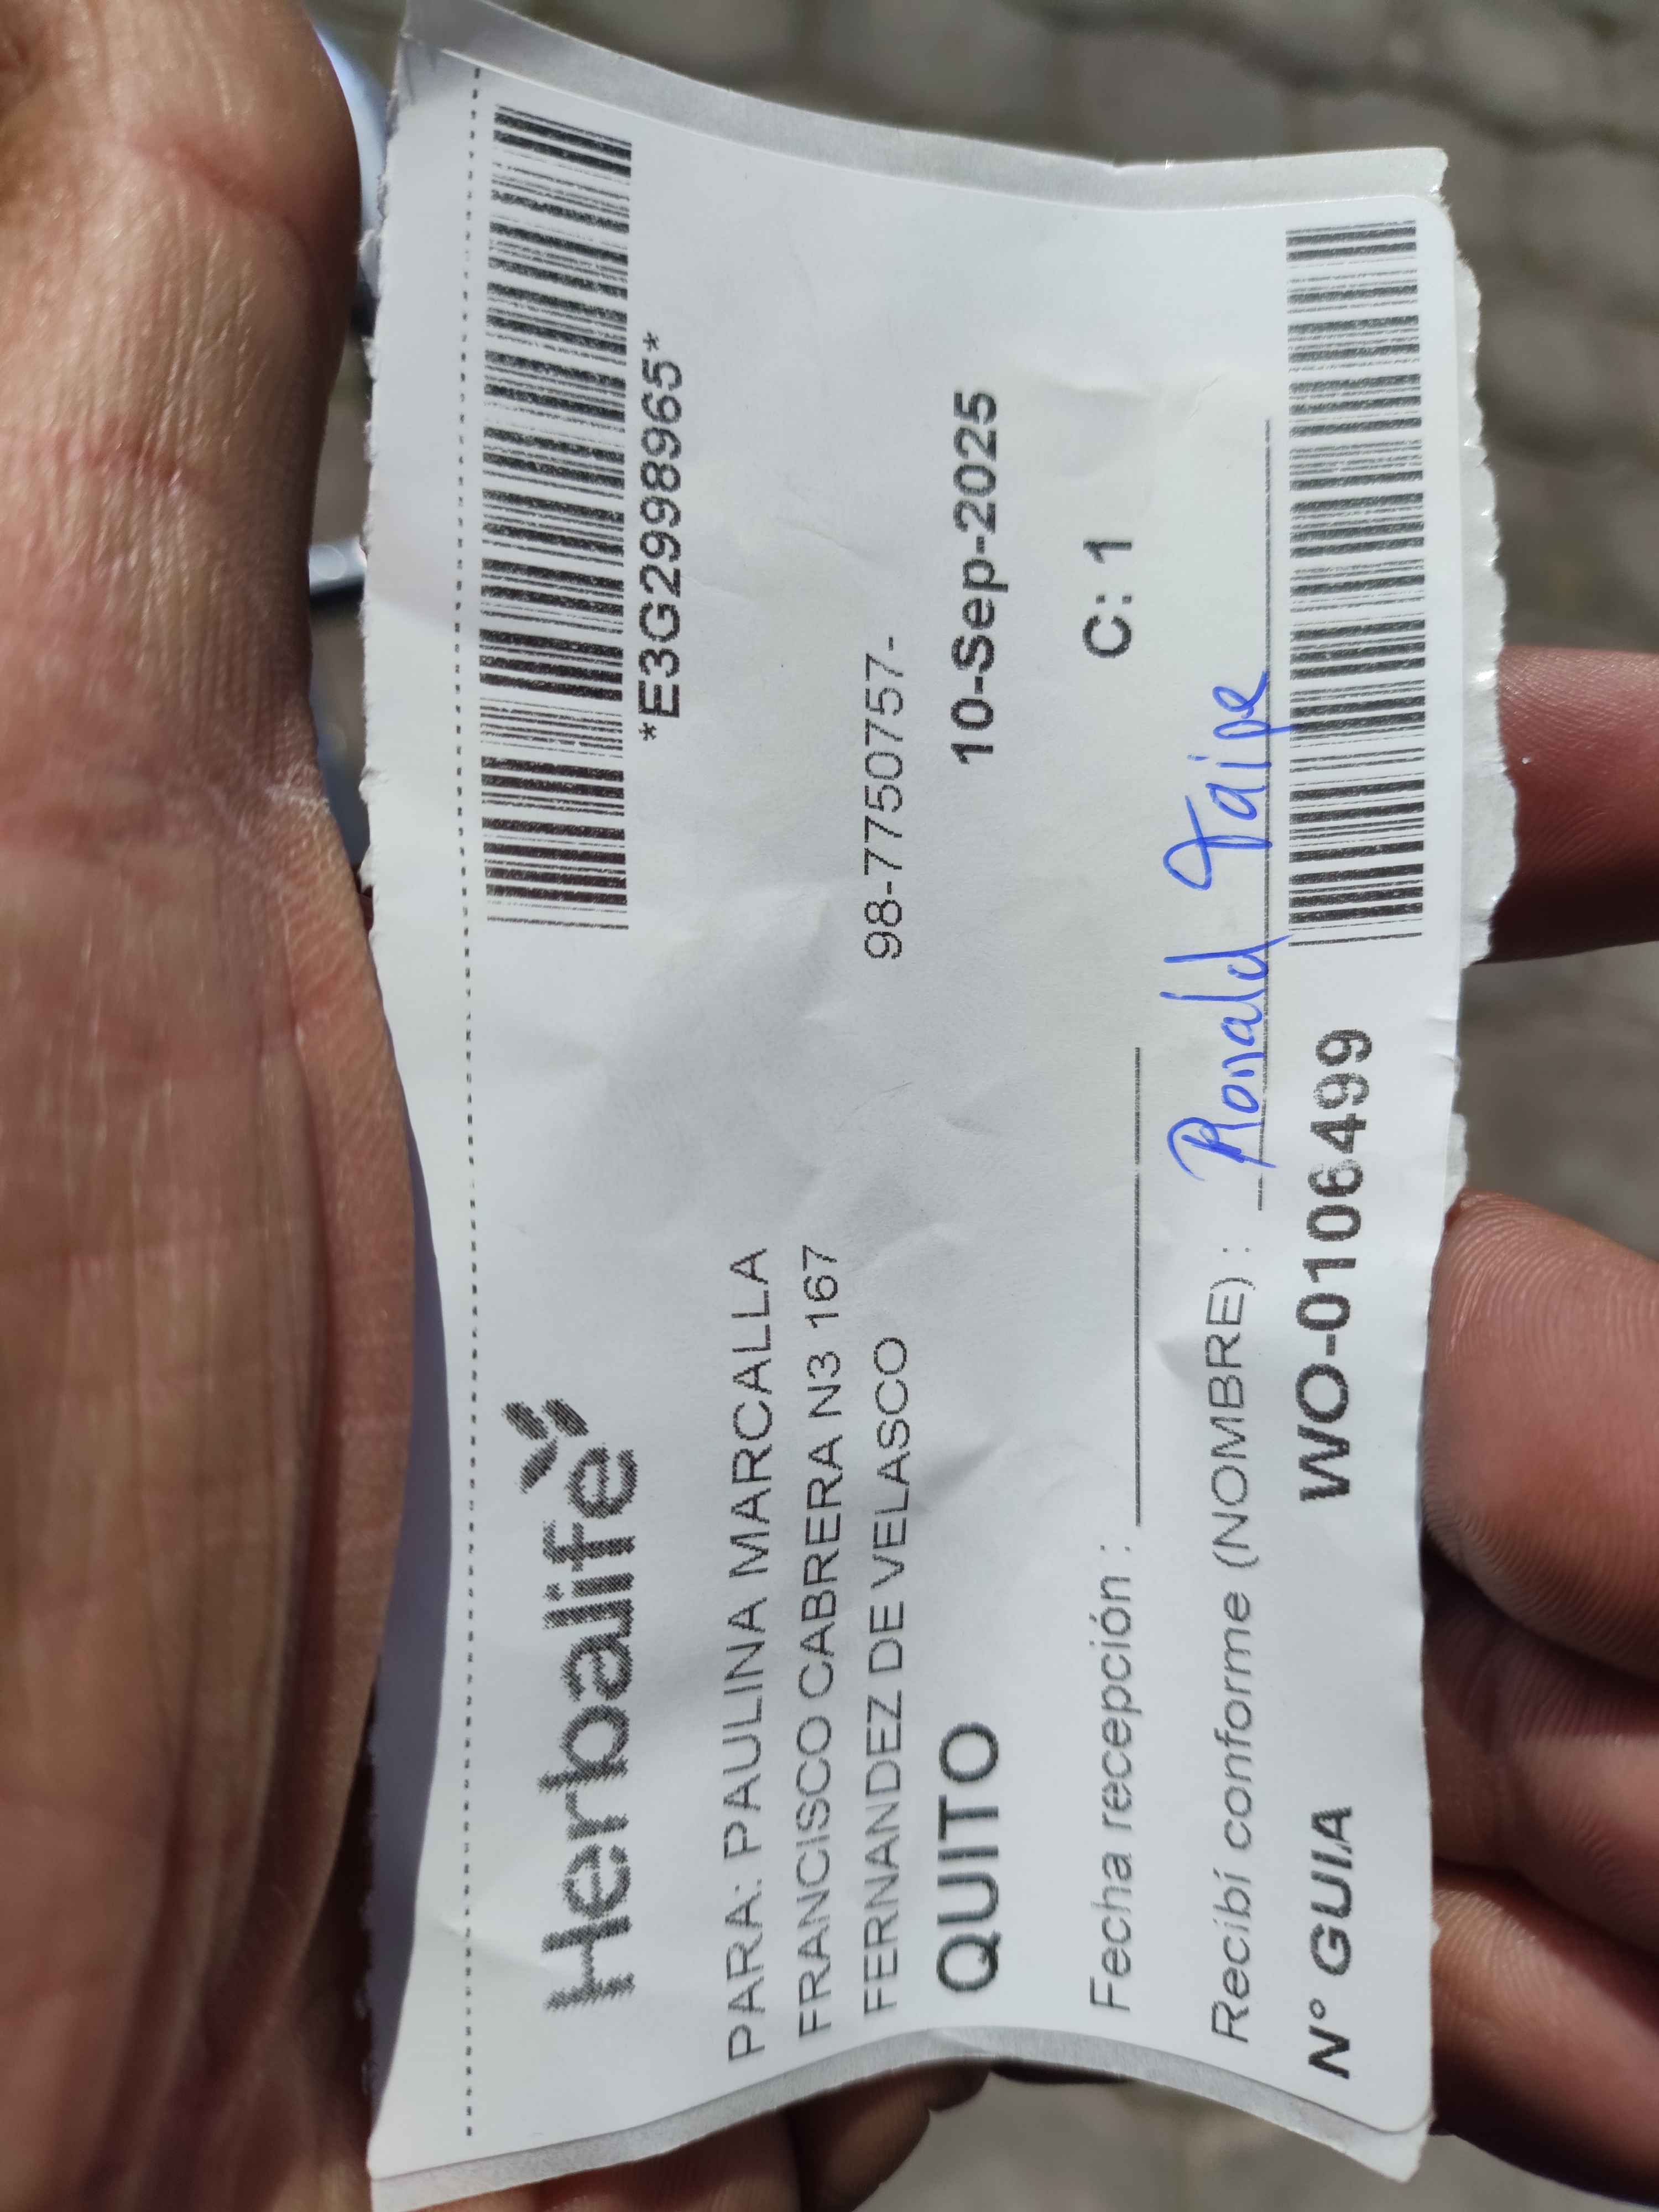 *E3G2998965*
Herbalife
PARA: PAULINA MARCALLA
FRANCISCO CABRERA N3 167
FERNANDEZ DE VELASCO 98-7750757-
QUITO 10-Sep-2025
Fecha recepción : C: 1
Recibí conforme (NOMBRE) : Ronald Taipe
N° GUIA WO-0106499